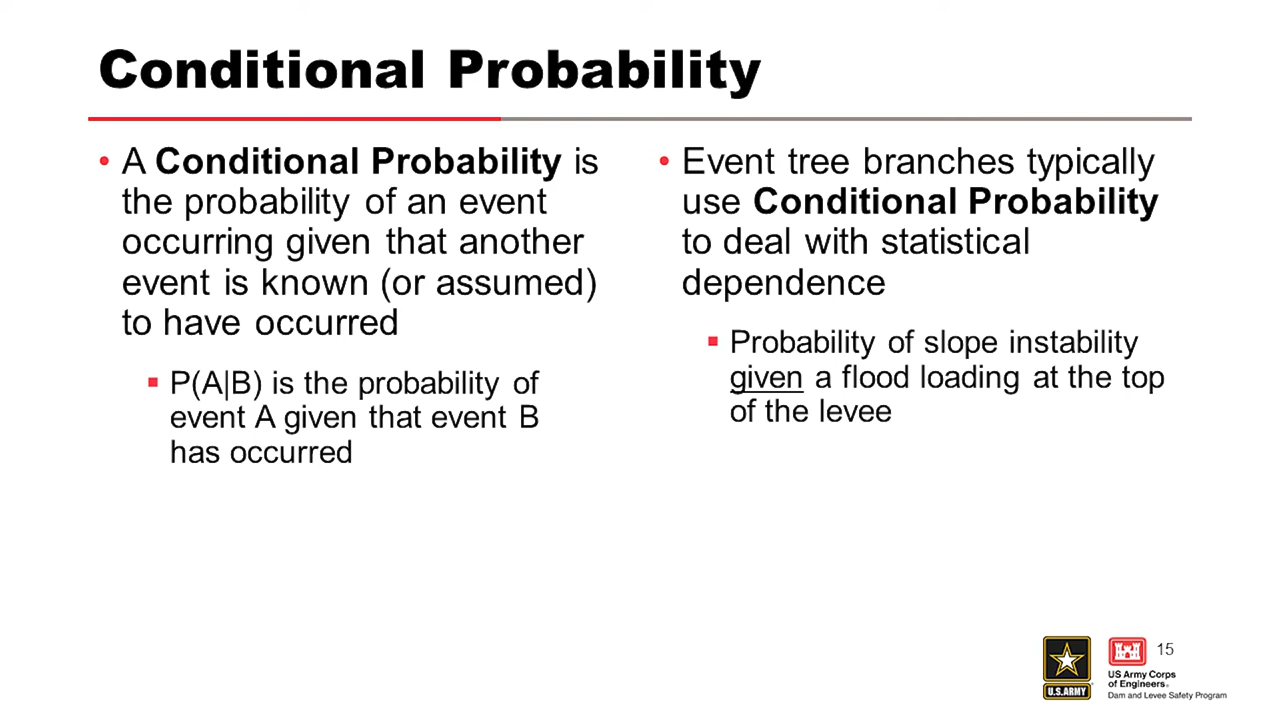 Conditional Probability
• A Conditional Probability is
the probability of an event
occurring given that another
event is known (or assumed)
to have occurred
▪ P(A|B) is the probability of
event A given that event B
has occurred
• Event tree branches typically
use Conditional Probability
to deal with statistical
dependence
▪ Probability of slope instability
given a flood loading at the top
of the levee
U.S.ARMY
US Army Corps
of Engineers®
Dam and Levee Safety Program
15